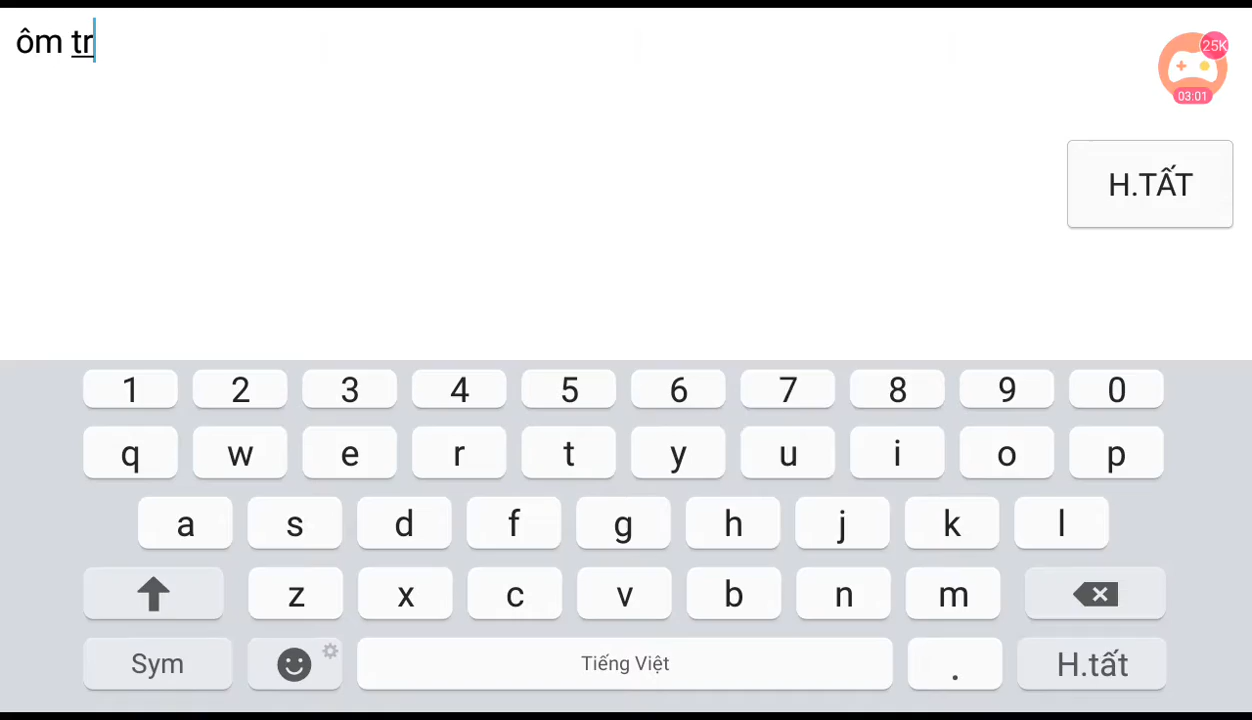 ôm tr
25K
03:01
H.TẤT
1 2 3 4 5 6 7 8 9 0
q w e r t y u i o p
a s d f g h j k l
z x c v b n m
Sym Tiếng Việt . H.tất